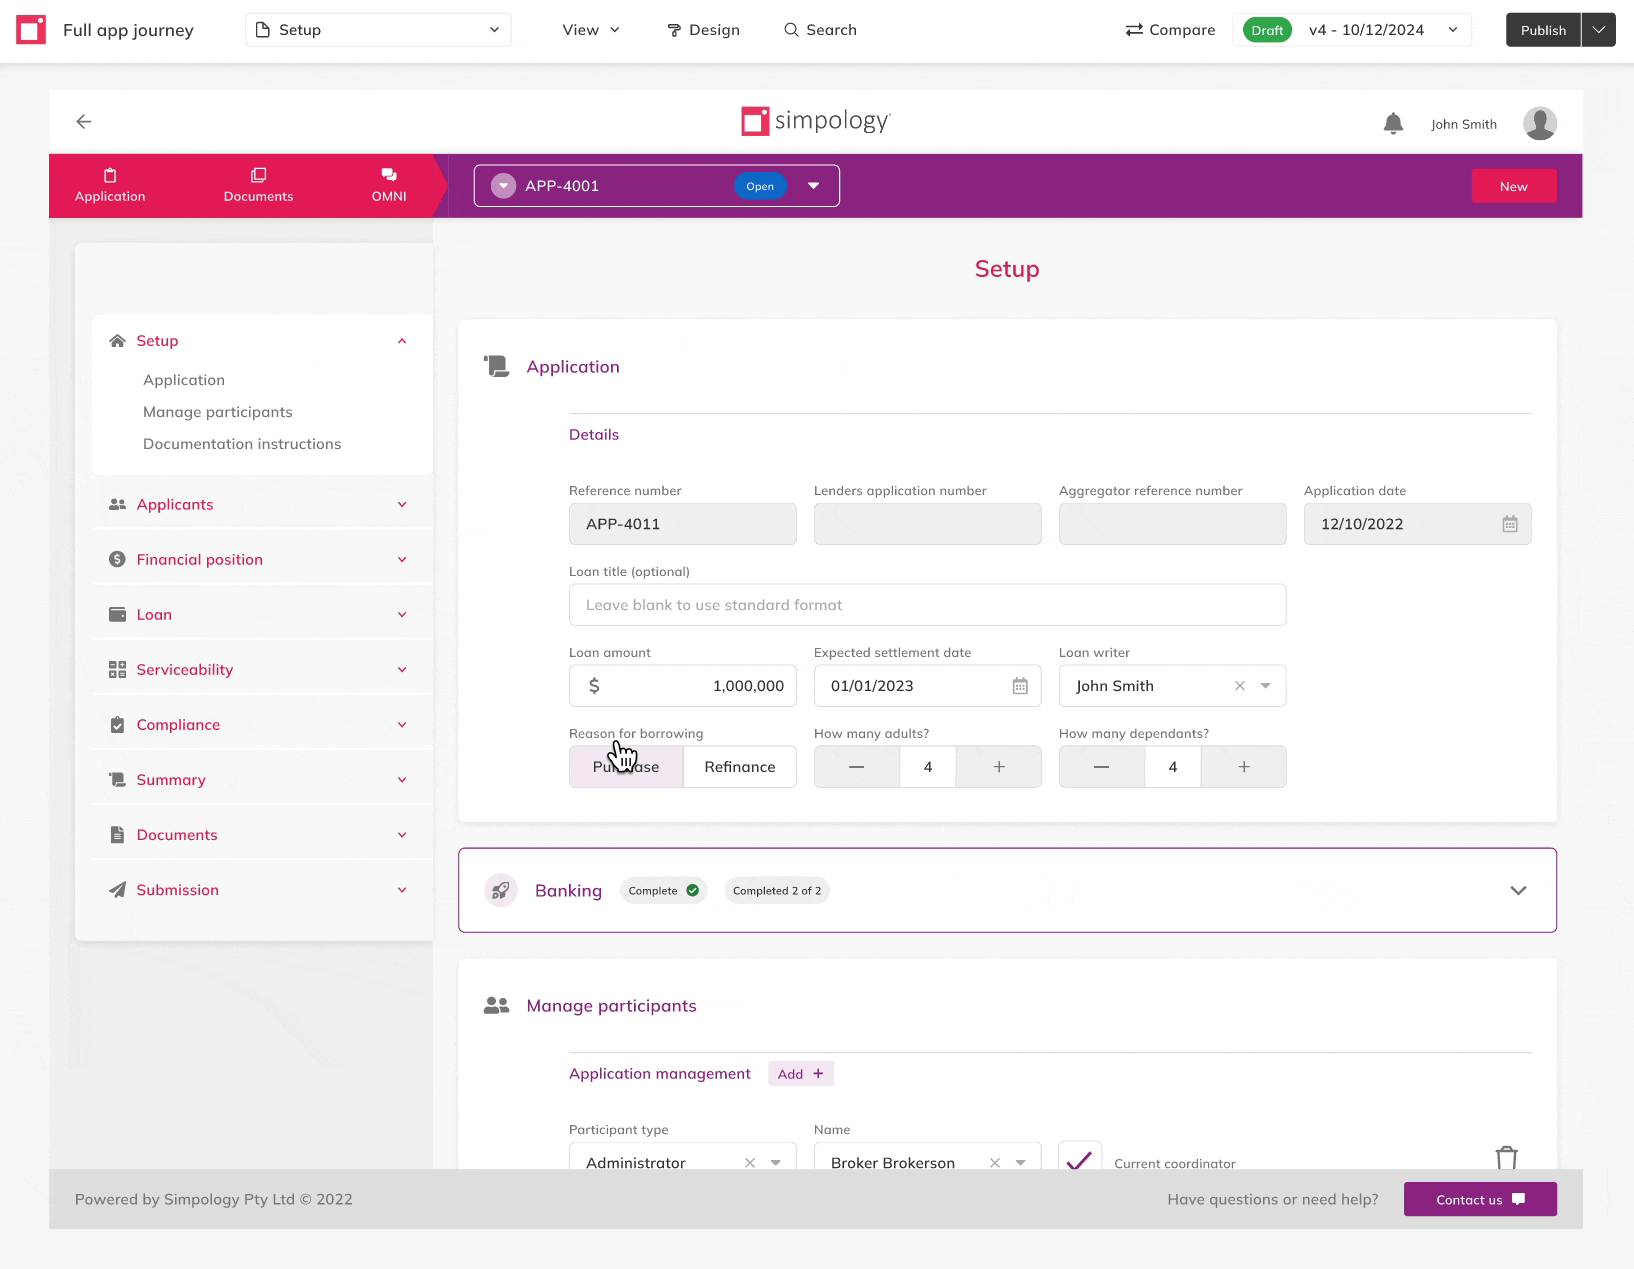 Full app journey
Setup
View
Design
Search
Compare
Draft
v4 - 10/12/2024
Publish
simpology
John Smith
Application
Documents
OMNI
APP-4001
Open
New
Setup
Application
Manage participants
Documentation instructions
Applicants
Financial position
Loan
Serviceability
Compliance
Summary
Documents
Submission
Setup
Application
Details
Reference number
Lenders application number
Aggregator reference number
Application date
APP-4011
12/10/2022
Loan title (optional)
Leave blank to use standard format
Loan amount
Expected settlement date
Loan writer
$ 1,000,000
01/01/2023
John Smith
Reason for borrowing
How many adults?
How many dependants?
Purchase
Refinance
— 4 +
— 4 +
Banking
Complete
Completed 2 of 2
Manage participants
Application management
Add +
Participant type
Name
Administrator
Broker Brokerson
Current coordinator
Powered by Simpology Pty Ltd © 2022
Have questions or need help?
Contact us